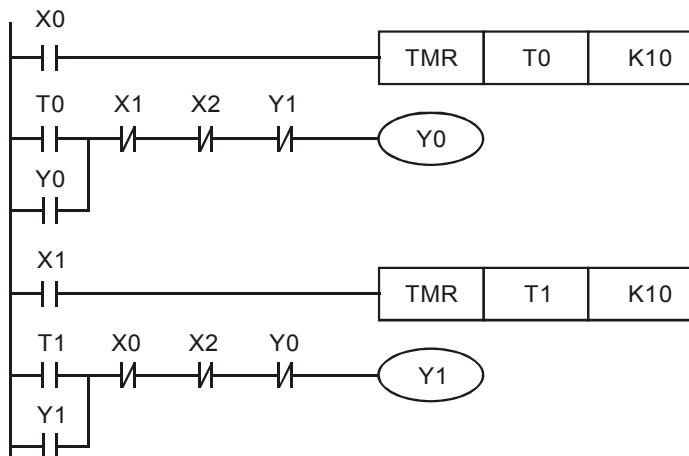 X0
TMR T0 K10
T0 X1 X2 Y1
Y0
Y0
X1
TMR T1 K10
T1 X0 X2 Y0
Y1
Y1